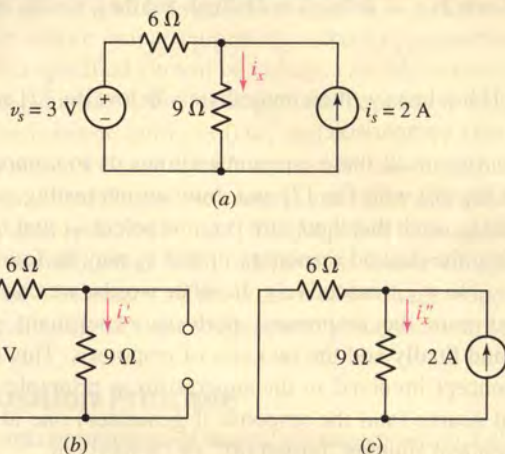 6 Ω
i_x
v_s = 3 V
+
−
9 Ω
i_s = 2 A
(a)
6 Ω
i_x′
V
9 Ω
(b)
6 Ω
i_x″
9 Ω
2 A
(c)